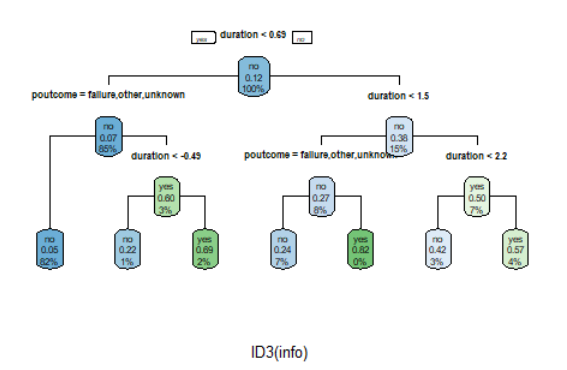 yes duration < 0.69 no
no
0.12
100%
poutcome = failure,other,unknown
duration < 1.5
no
0.07
85%
no
0.38
15%
duration < -0.49
poutcome = failure,other,unknown
duration < 2.2
yes
0.60
3%
no
0.27
8%
yes
0.50
7%
no
0.05
82%
no
0.22
1%
yes
0.69
2%
no
0.24
7%
yes
0.82
0%
no
0.42
3%
yes
0.57
4%
ID3(info)